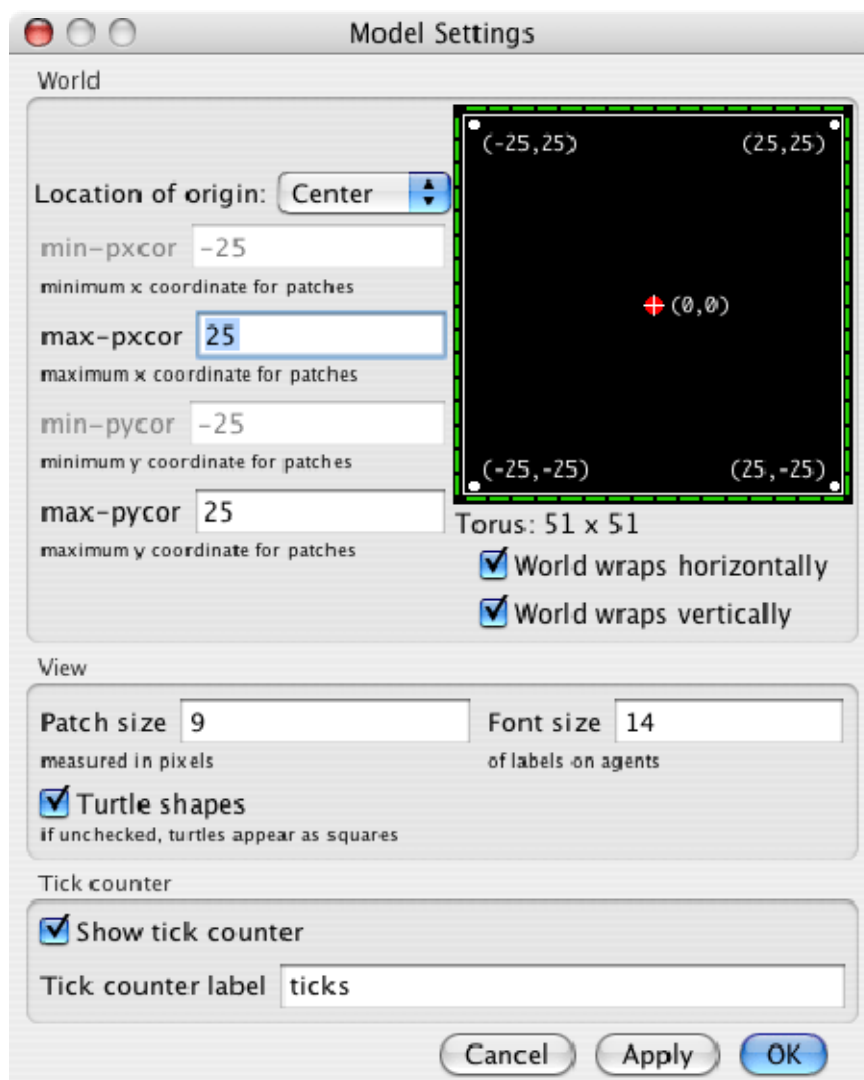 Model Settings
World
(-25,25) (25,25)
Location of origin: Center
min-pxcor -25
minimum x coordinate for patches
(0,0)
max-pxcor 25
maximum x coordinate for patches
min-pycor -25
minimum y coordinate for patches
(-25,-25) (25,-25)
max-pycor 25
maximum y coordinate for patches
Torus: 51 x 51
World wraps horizontally
World wraps vertically
View
Patch size 9 Font size 14
measured in pixels of labels on agents
Turtle shapes
if unchecked, turtles appear as squares
Tick counter
Show tick counter
Tick counter label ticks
Cancel Apply OK